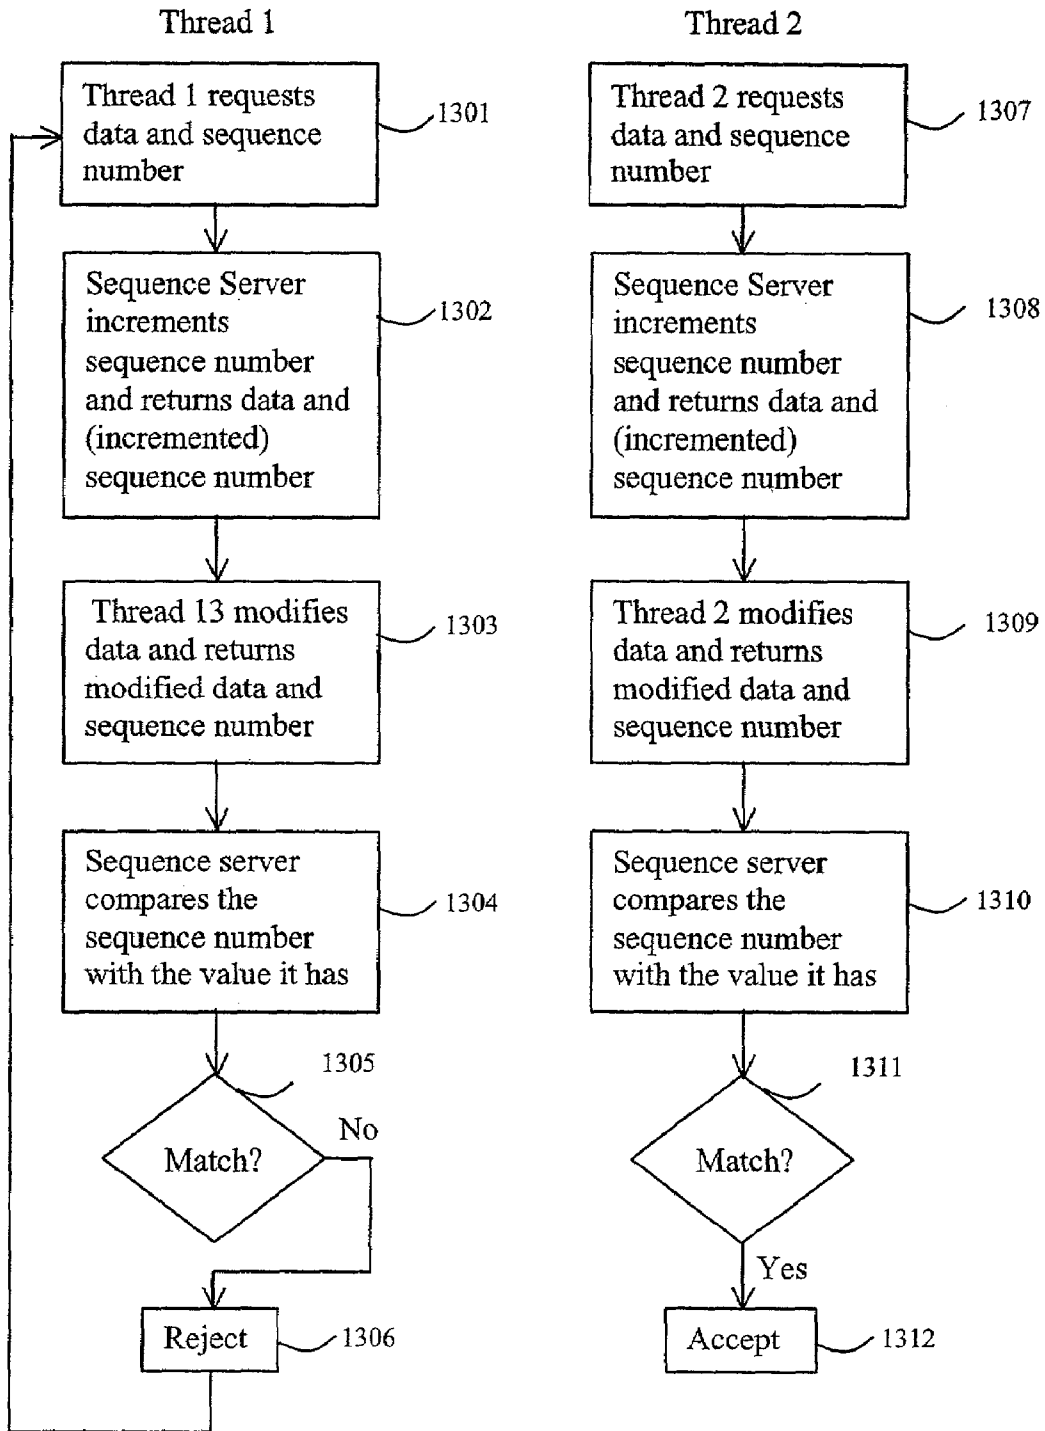 Thread 1
Thread 1 requests
data and sequence
number
1301
Sequence Server
increments
sequence number
and returns data and
(incremented)
sequence number
1302
Thread 13 modifies
data and returns
modified data and
sequence number
1303
Sequence server
compares the
sequence number
with the value it has
1304
1305
Match?
No
Reject
1306
Thread 2
Thread 2 requests
data and sequence
number
1307
Sequence Server
increments
sequence number
and returns data and
(incremented)
sequence number
1308
Thread 2 modifies
data and returns
modified data and
sequence number
1309
Sequence server
compares the
sequence number
with the value it has
1310
1311
Match?
Yes
Accept
1312